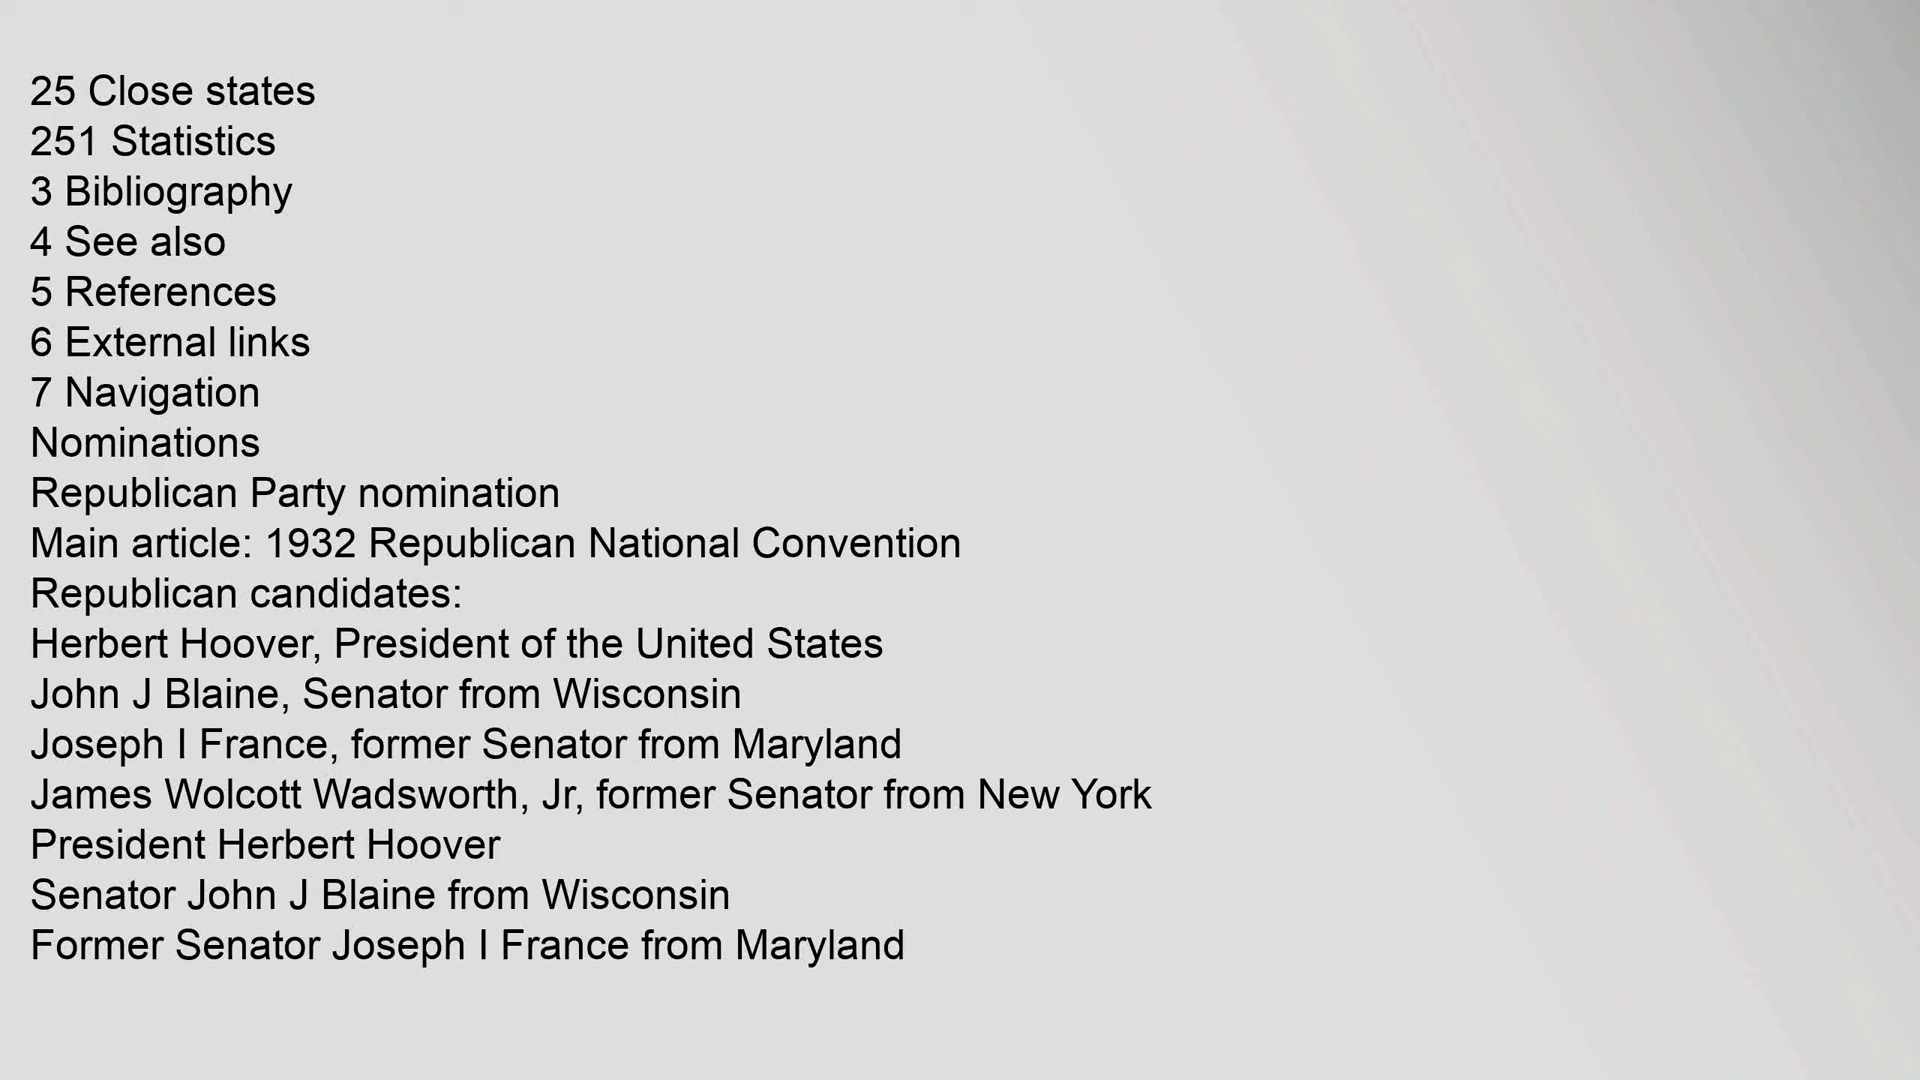 25 Close states
251 Statistics
3 Bibliography
4 See also
5 References
6 External links
7 Navigation
Nominations
Republican Party nomination
Main article: 1932 Republican National Convention
Republican candidates:
Herbert Hoover, President of the United States
John J Blaine, Senator from Wisconsin
Joseph I France, former Senator from Maryland
James Wolcott Wadsworth, Jr, former Senator from New York
President Herbert Hoover
Senator John J Blaine from Wisconsin
Former Senator Joseph I France from Maryland